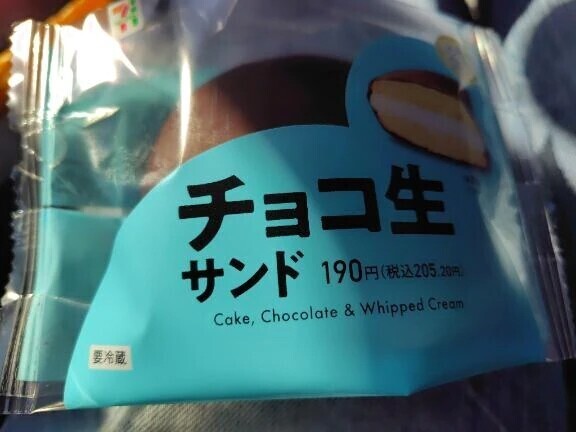 チョコ生
サンド 190円(税込205.20円)
Cake, Chocolate & Whipped Cream
要冷蔵